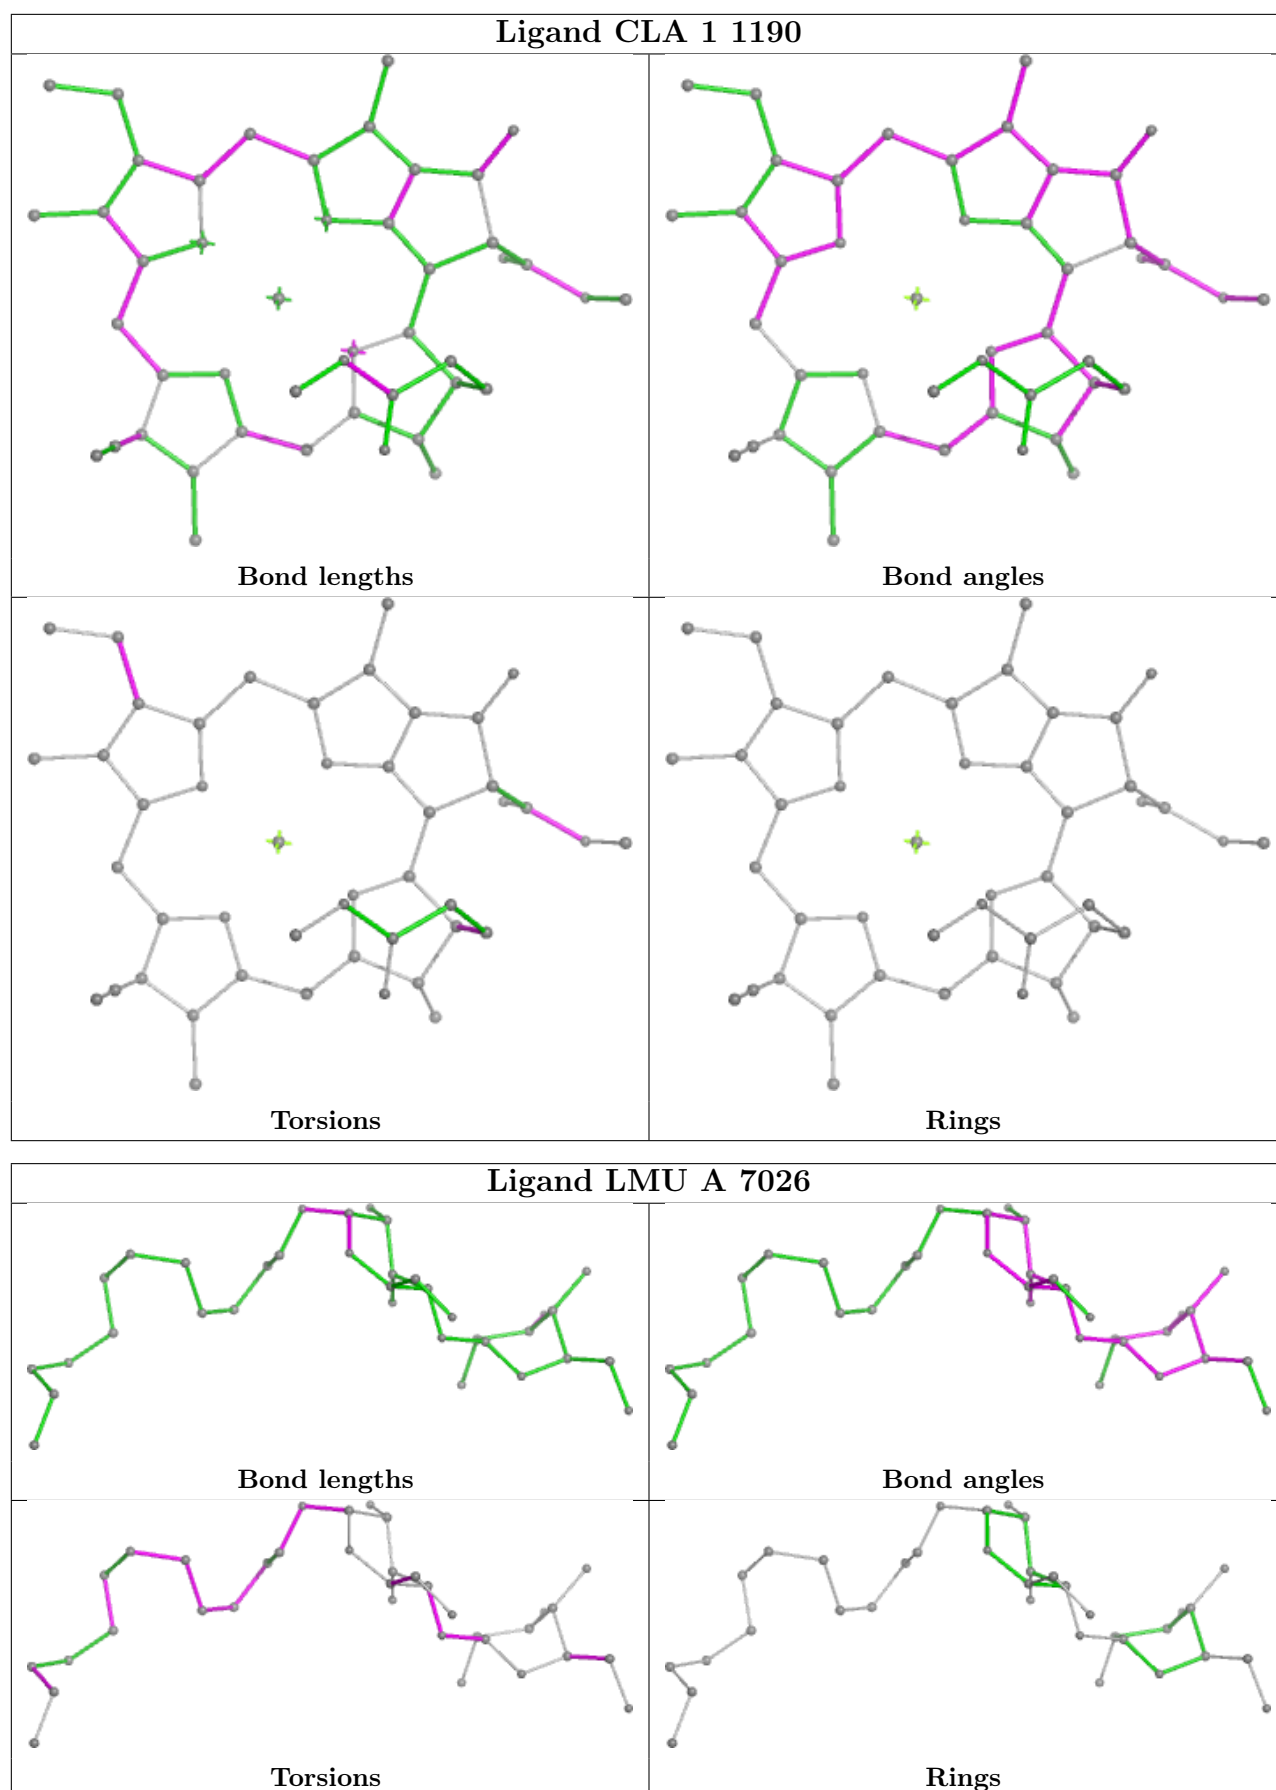 Ligand CLA 1 1190
Bond lengths
Bond angles
Torsions
Rings
Ligand LMU A 7026
Bond lengths
Bond angles
Torsions
Rings